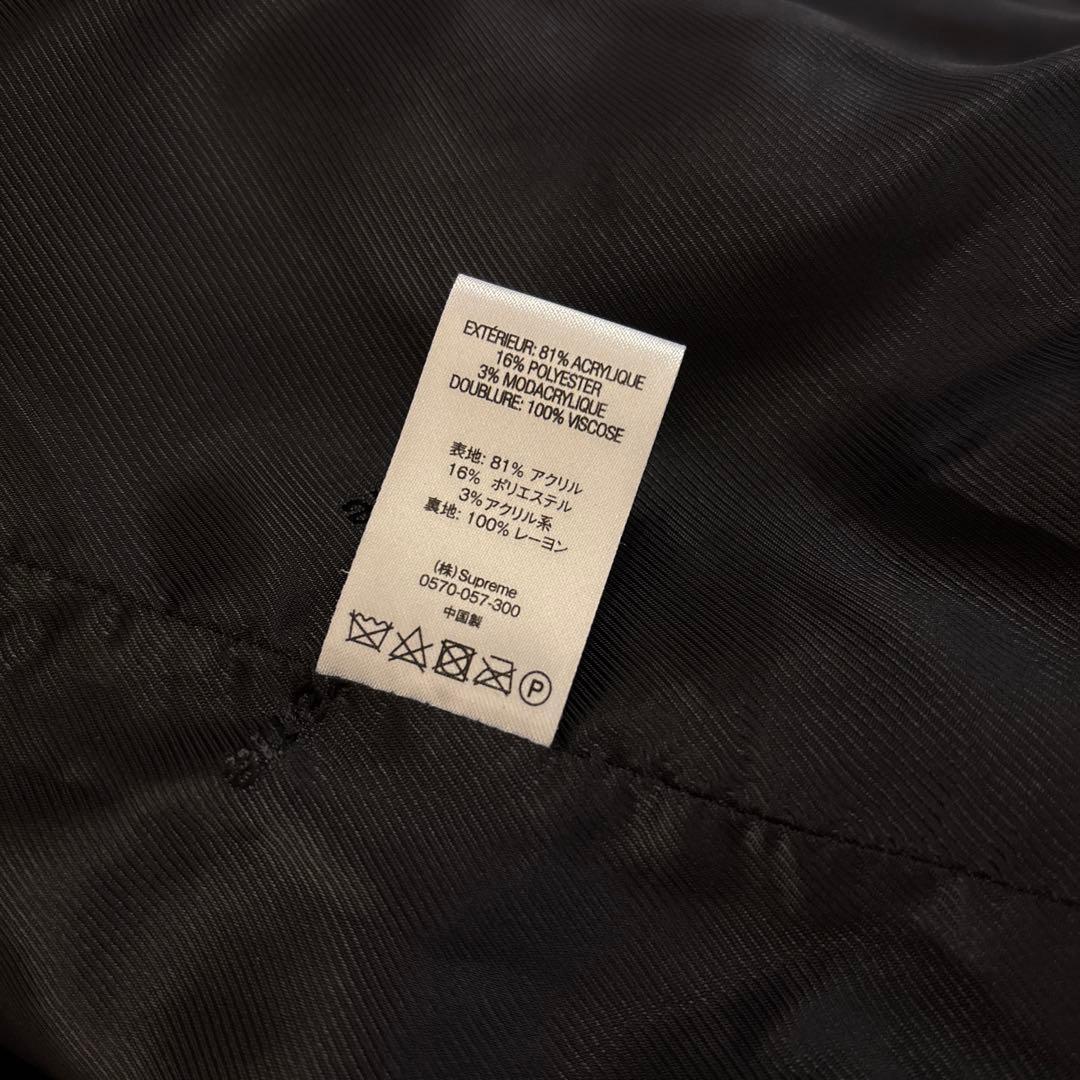 EXTÉRIEUR: 81% ACRYLIQUE
16% POLYESTER
3% MODACRYLIQUE
DOUBLURE: 100% VISCOSE
表地: 81% アクリル
16% ポリエステル
3% アクリル系
裏地: 100% レーヨン
(株) Supreme
0570-057-300
中国製
P